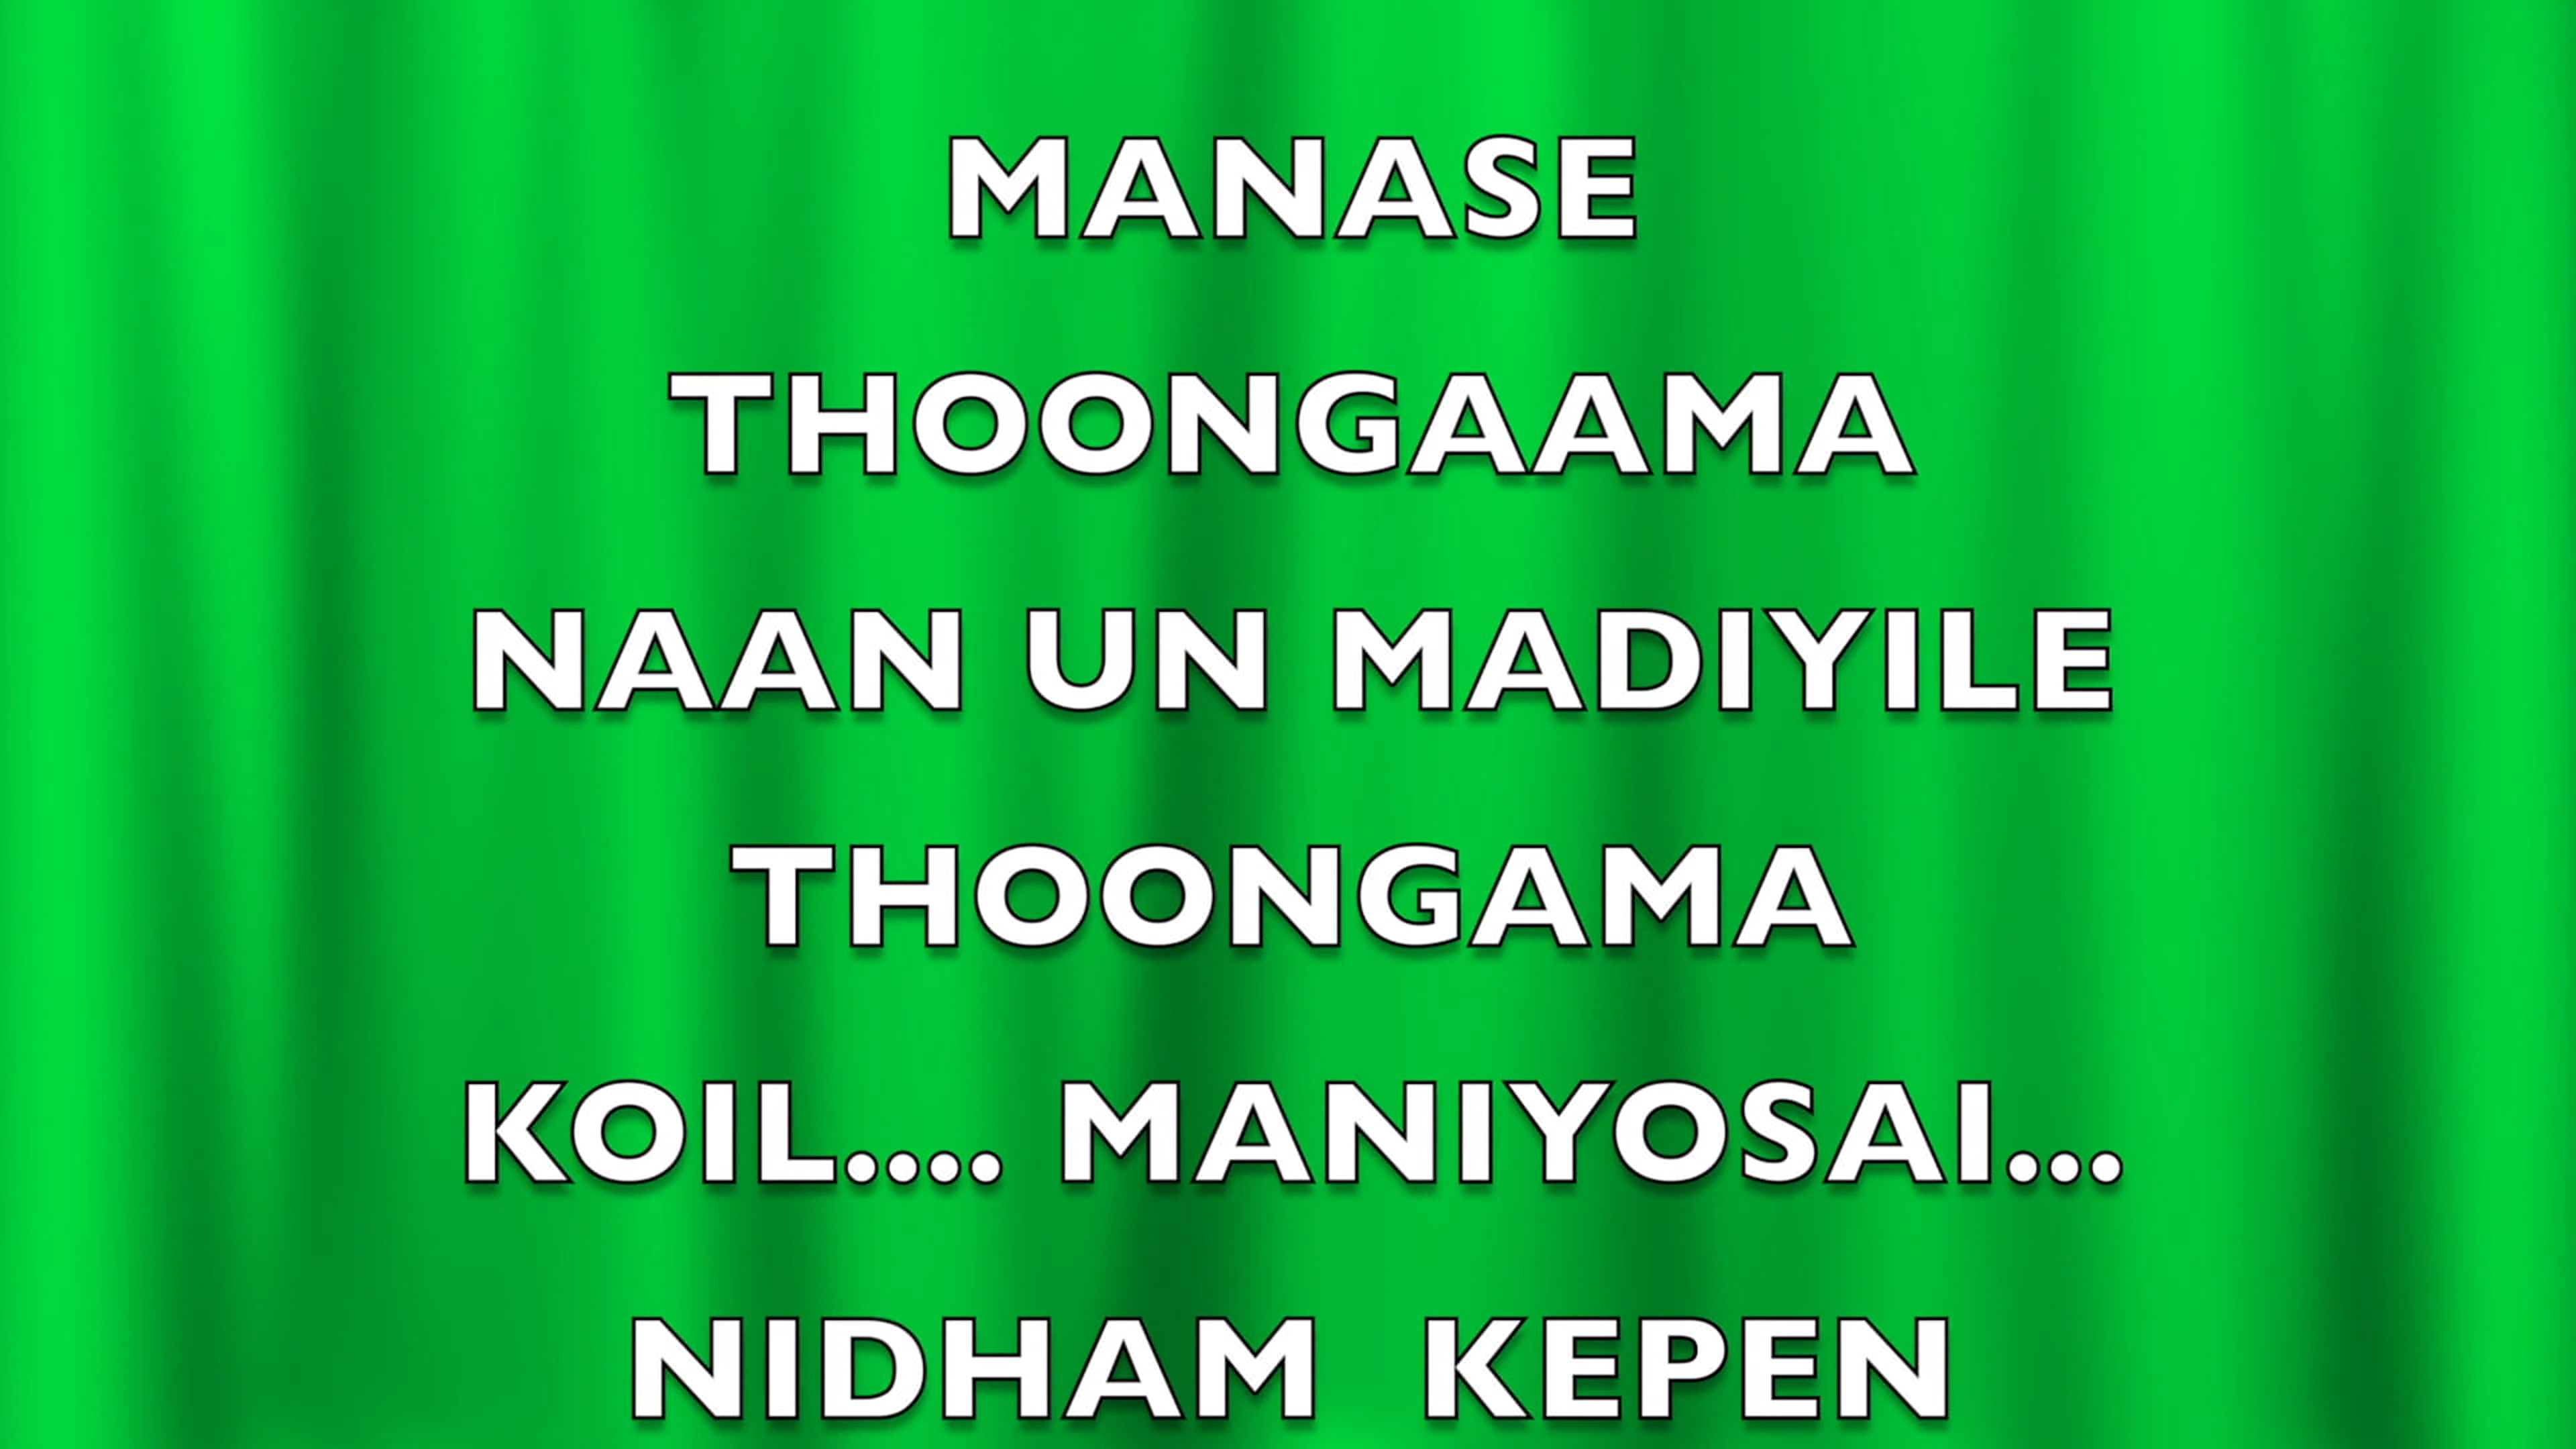 MANASE
THOONGAAMA
NAAN UN MADIYILE
THOONGAMA
KOIL.... MANIYOSAI...
NIDHAM KEPEN